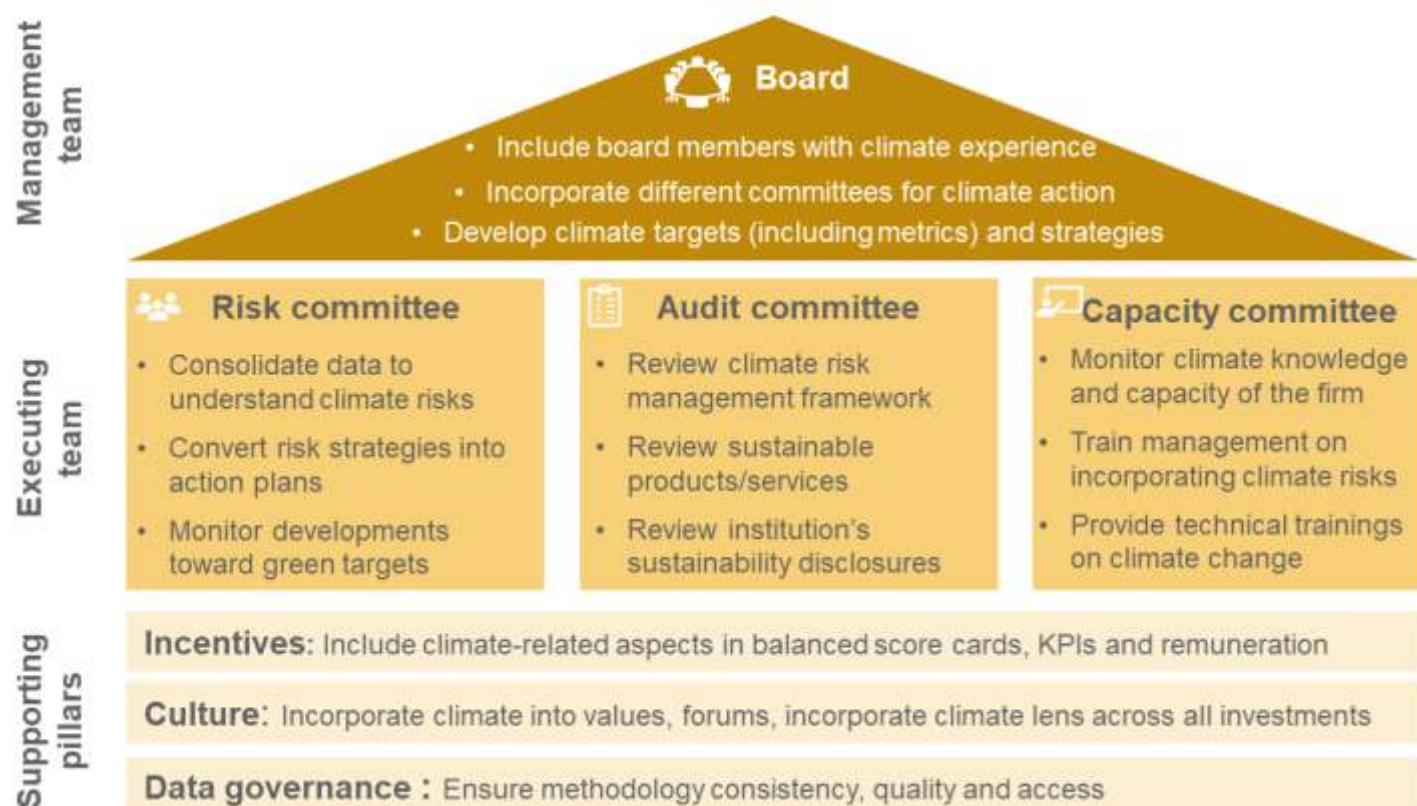 Management
team
Board
• Include board members with climate experience
• Incorporate different committees for climate action
• Develop climate targets (including metrics) and strategies
Executing
team
Risk committee
• Consolidate data to
understand climate risks
• Convert risk strategies into
action plans
• Monitor developments
toward green targets
Audit committee
• Review climate risk
management framework
• Review sustainable
products/services
• Review institution's
sustainability disclosures
Capacity committee
• Monitor climate knowledge
and capacity of the firm
• Train management on
incorporating climate risks
• Provide technical trainings
on climate change
Supporting
pillars
Incentives: Include climate-related aspects in balanced score cards, KPIs and remuneration
Culture: Incorporate climate into values, forums, incorporate climate lens across all investments
Data governance : Ensure methodology consistency, quality and access